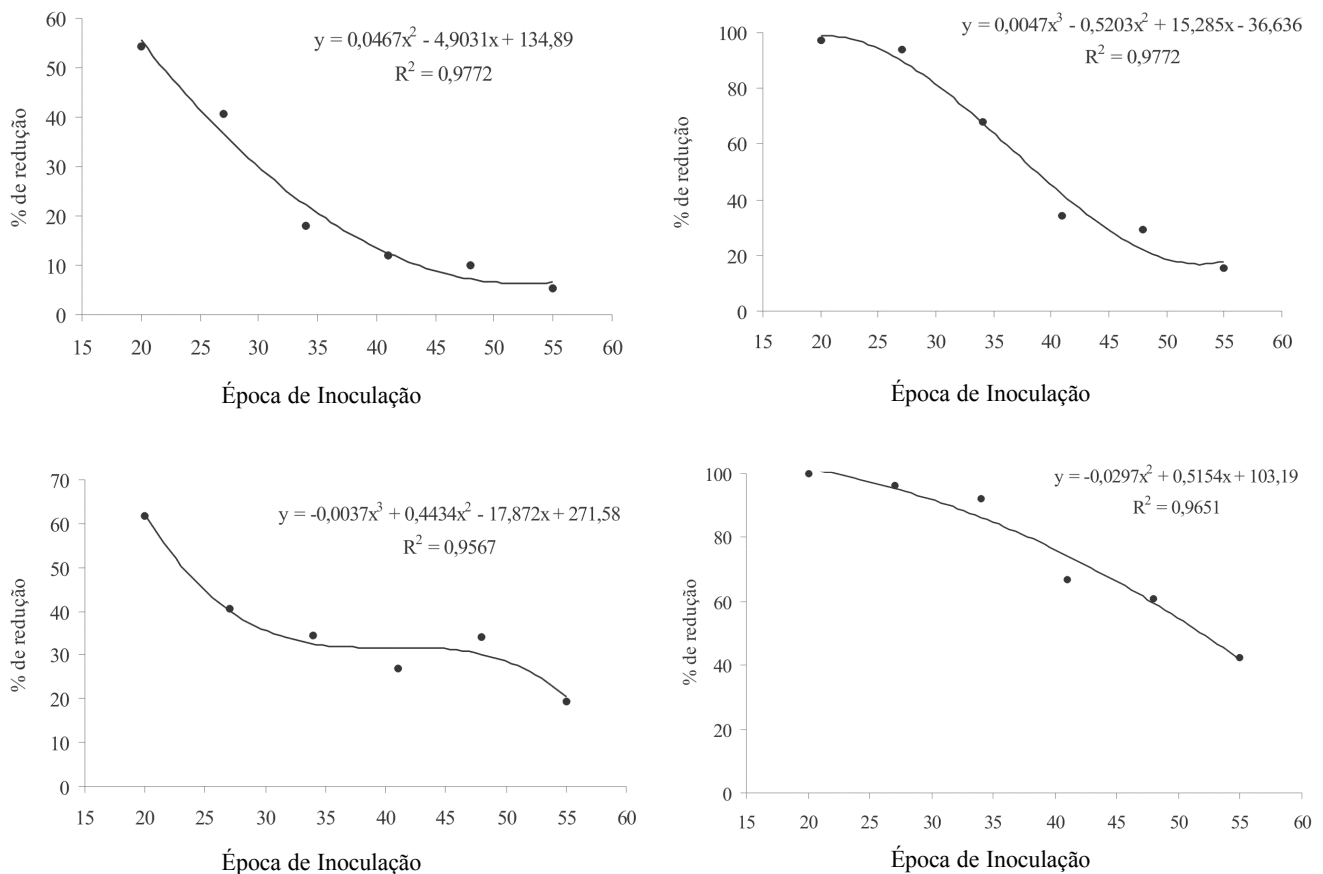 y = 0,0467x² - 4,9031x + 134,89
R² = 0,9772
% de redução
60
50
40
30
20
10
0
15 20 25 30 35 40 45 50 55 60
Época de Inoculação
y = 0,0047x³ - 0,5203x² + 15,285x - 36,636
R² = 0,9772
% de redução
100
80
60
40
20
0
15 20 25 30 35 40 45 50 55 60
Época de Inoculação
y = -0,0037x³ + 0,4434x² - 17,872x + 271,58
R² = 0,9567
% de redução
70
60
50
40
30
20
10
0
15 20 25 30 35 40 45 50 55 60
Época de Inoculação
y = -0,0297x² + 0,5154x + 103,19
R² = 0,9651
% de redução
100
80
60
40
20
0
15 20 25 30 35 40 45 50 55 60
Época de Inoculação